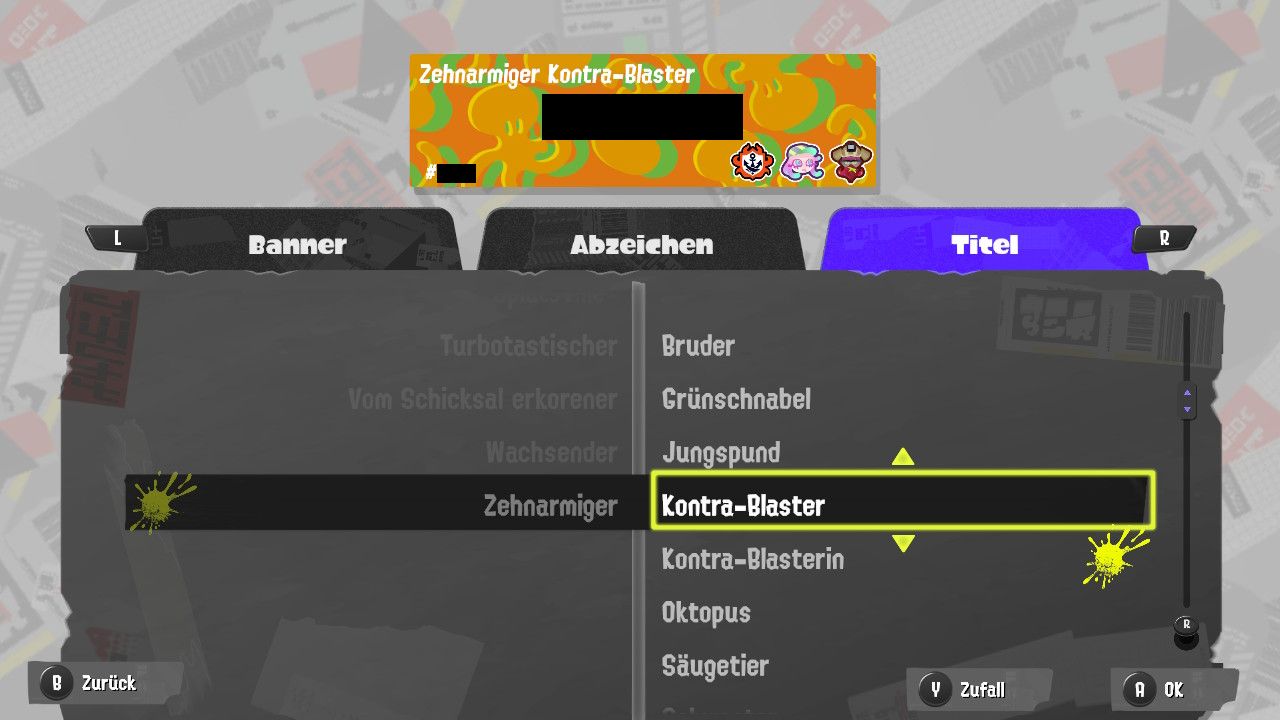 Zehnarmiger Kontra-Blaster
#
L
Banner
Abzeichen
Titel
R
Turbotastischer
Bruder
Vom Schicksal erkorener
Grünschnabel
Wachsender
Jungspund
Zehnarmiger
Kontra-Blaster
Kontra-Blasterin
Oktopus
R
Säugetier
B Zurück
Y Zufall
A OK